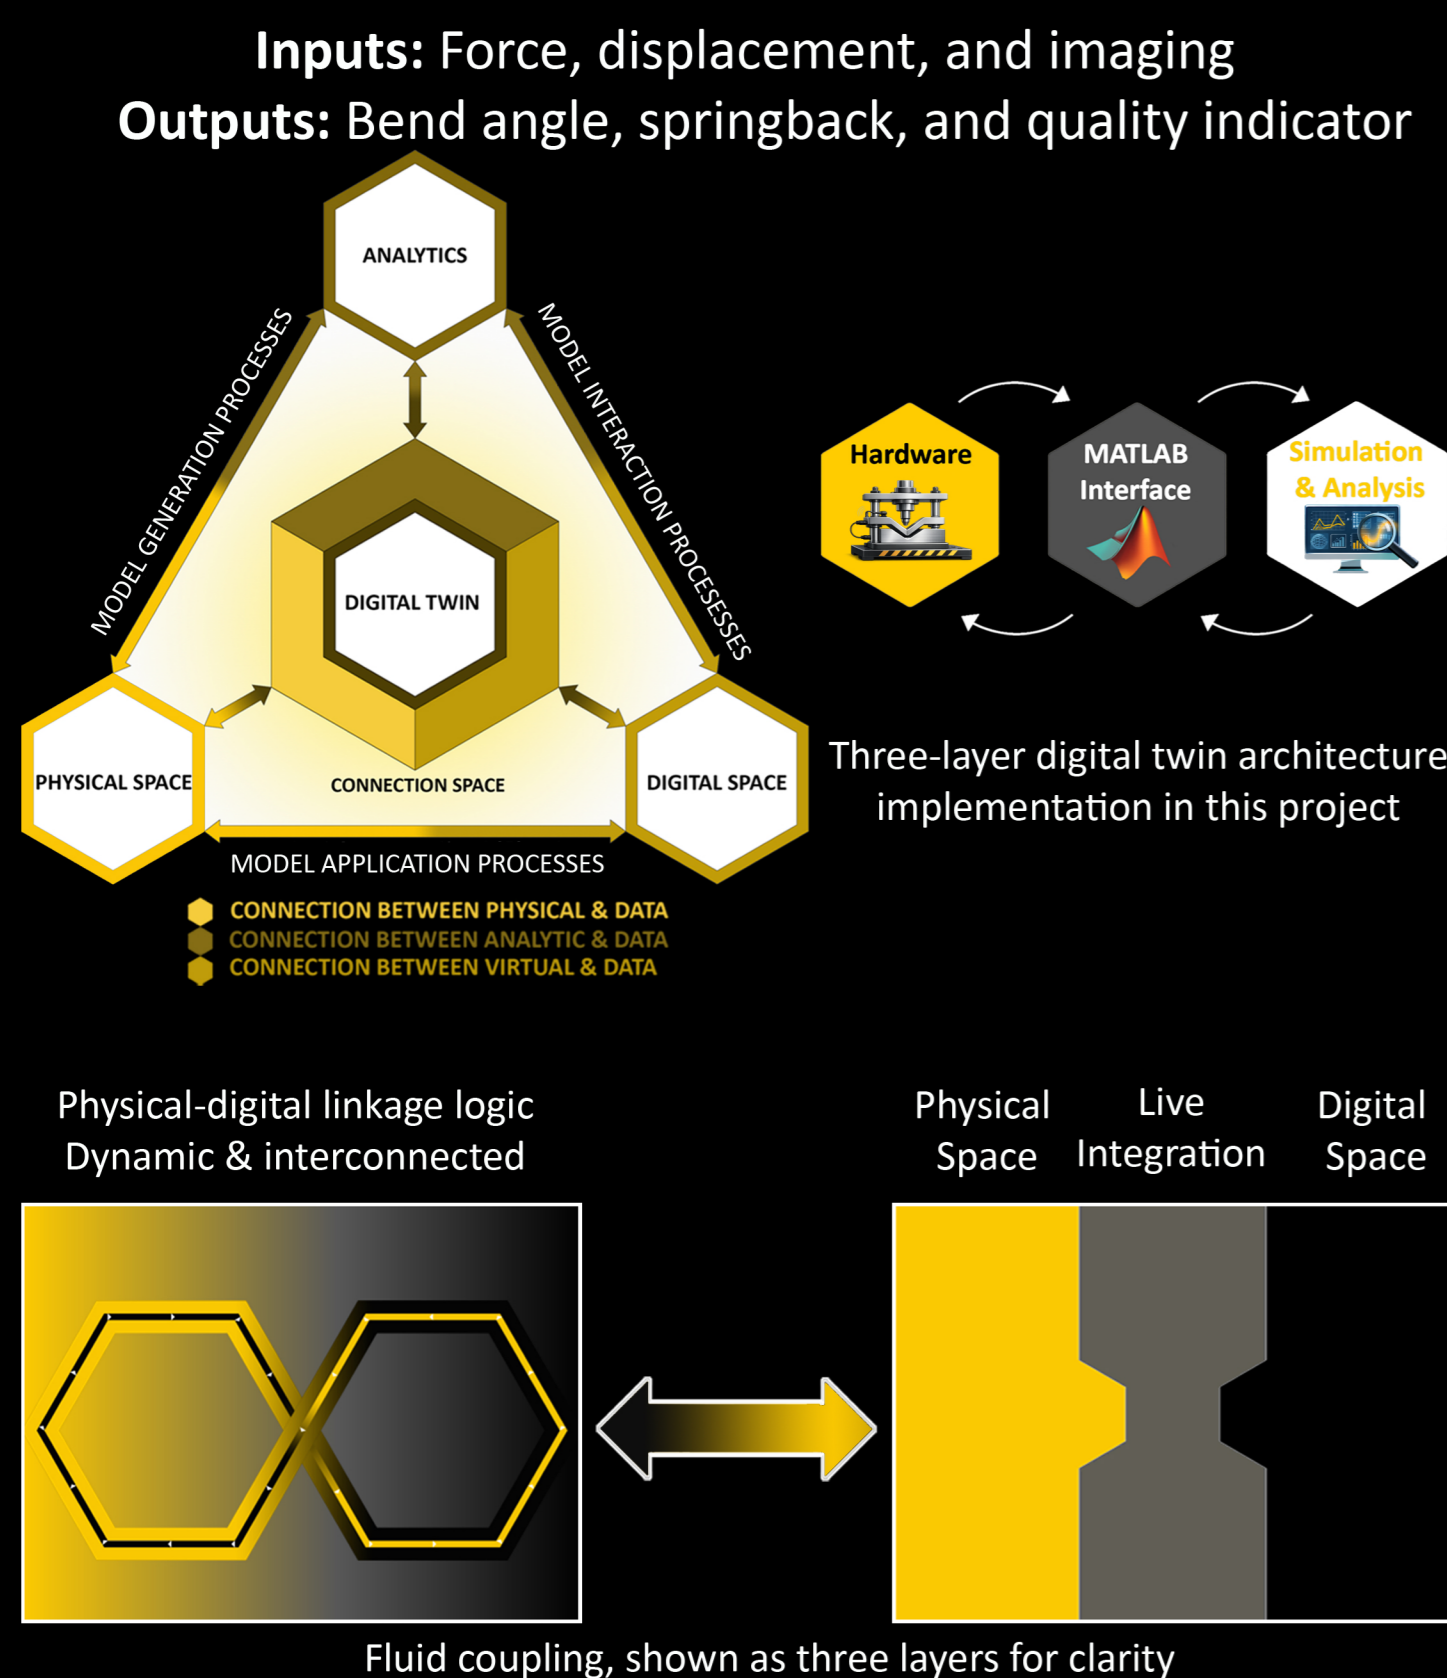 Inputs: Force, displacement, and imaging
Outputs: Bend angle, springback, and quality indicator
ANALYTICS
MODEL GENERATION PROCESSES
MODEL INTERACTION PROCESESSES
DIGITAL TWIN
PHYSICAL SPACE
CONNECTION SPACE
DIGITAL SPACE
MODEL APPLICATION PROCESSES
CONNECTION BETWEEN PHYSICAL & DATA
CONNECTION BETWEEN ANALYTIC & DATA
CONNECTION BETWEEN VIRTUAL & DATA
Hardware
MATLAB
Interface
Simulation
& Analysis
Three-layer digital twin architecture
implementation in this project
Physical-digital linkage logic
Dynamic & interconnected
Physical
Space
Live
Integration
Digital
Space
Fluid coupling, shown as three layers for clarity